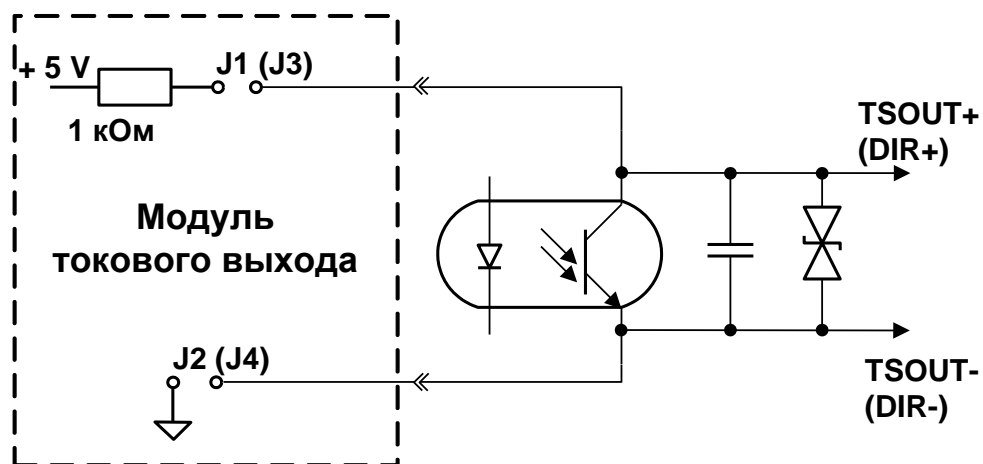 + 5 V
J1 (J3)
1 кОм
TSOUT+
(DIR+)
Модуль
токового выхода
J2 (J4)
TSOUT-
(DIR-)